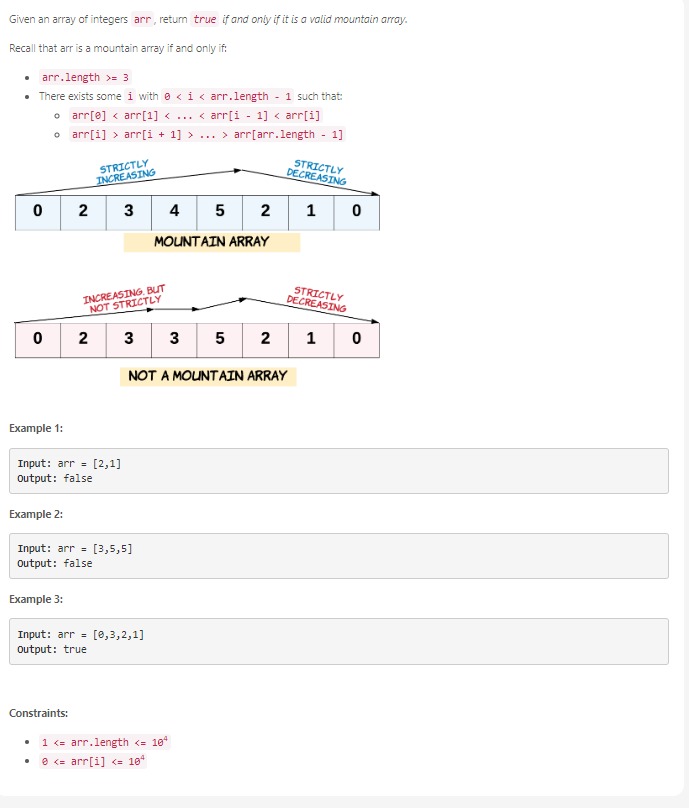 Given an array of integers arr, return true if and only if it is a valid mountain array.
Recall that arr is a mountain array if and only if:
• arr.length >= 3
• There exists some i with 0 < i < arr.length - 1 such that:
○ arr[0] < arr[1] < ... < arr[i - 1] < arr[i]
○ arr[i] > arr[i + 1] > ... > arr[arr.length - 1]
STRICTLY
INCREASING
STRICTLY
DECREASING
0 2 3 4 5 2 1 0
MOUNTAIN ARRAY
INCREASING, BUT
NOT STRICTLY
STRICTLY
DECREASING
0 2 3 3 5 2 1 0
NOT A MOUNTAIN ARRAY
Example 1:
Input: arr = [2,1]
Output: false
Example 2:
Input: arr = [3,5,5]
Output: false
Example 3:
Input: arr = [0,3,2,1]
Output: true
Constraints:
• 1 <= arr.length <= 10⁴
• 0 <= arr[i] <= 10⁴